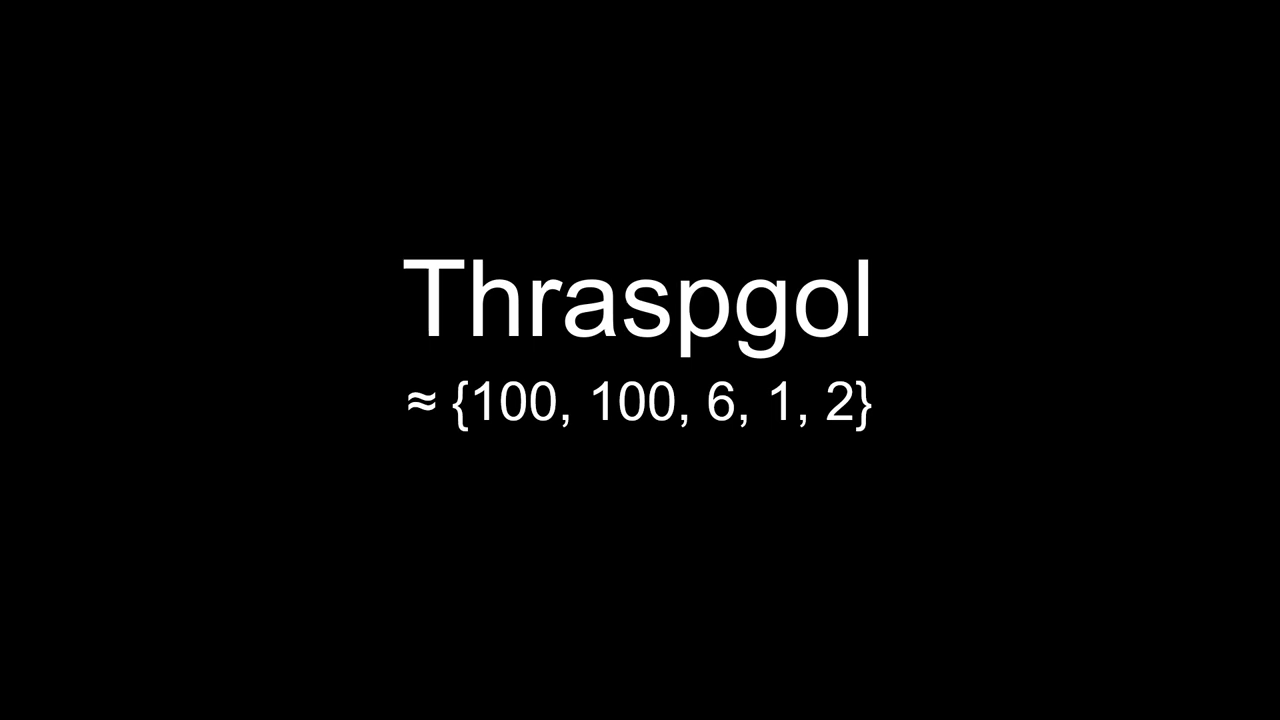 Thraspgol
≈ {100, 100, 6, 1, 2}